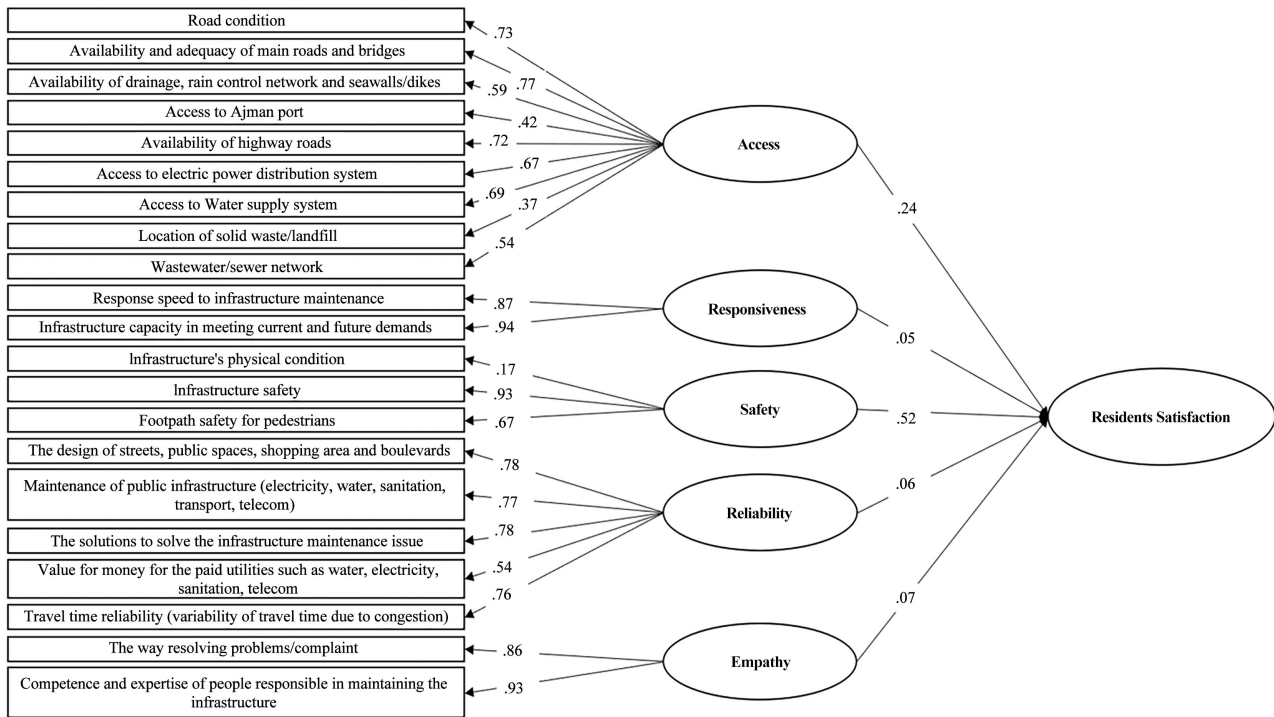 Road condition
.73
Availability and adequacy of main roads and bridges
.77
Availability of drainage, rain control network and seawalls/dikes
.59
Access to Ajman port
.42
Availability of highway roads
.72
Access to electric power distribution system
.67
Access to Water supply system
.69
Location of solid waste/landfill
.37
Wastewater/sewer network
.54
Access
.24
Response speed to infrastructure maintenance
.87
Infrastructure capacity in meeting current and future demands
.94
Responsiveness
.05
Infrastructure's physical condition
.17
Infrastructure safety
.93
Footpath safety for pedestrians
.67
Safety
.52
The design of streets, public spaces, shopping area and boulevards
.78
Maintenance of public infrastructure (electricity, water, sanitation,
transport, telecom)
.77
The solutions to solve the infrastructure maintenance issue
.78
Value for money for the paid utilities such as water, electricity,
sanitation, telecom
.54
Travel time reliability (variability of travel time due to congestion)
.76
Reliability
.06
The way resolving problems/complaint
.86
Competence and expertise of people responsible in maintaining the
infrastructure
.93
Empathy
.07
Residents Satisfaction